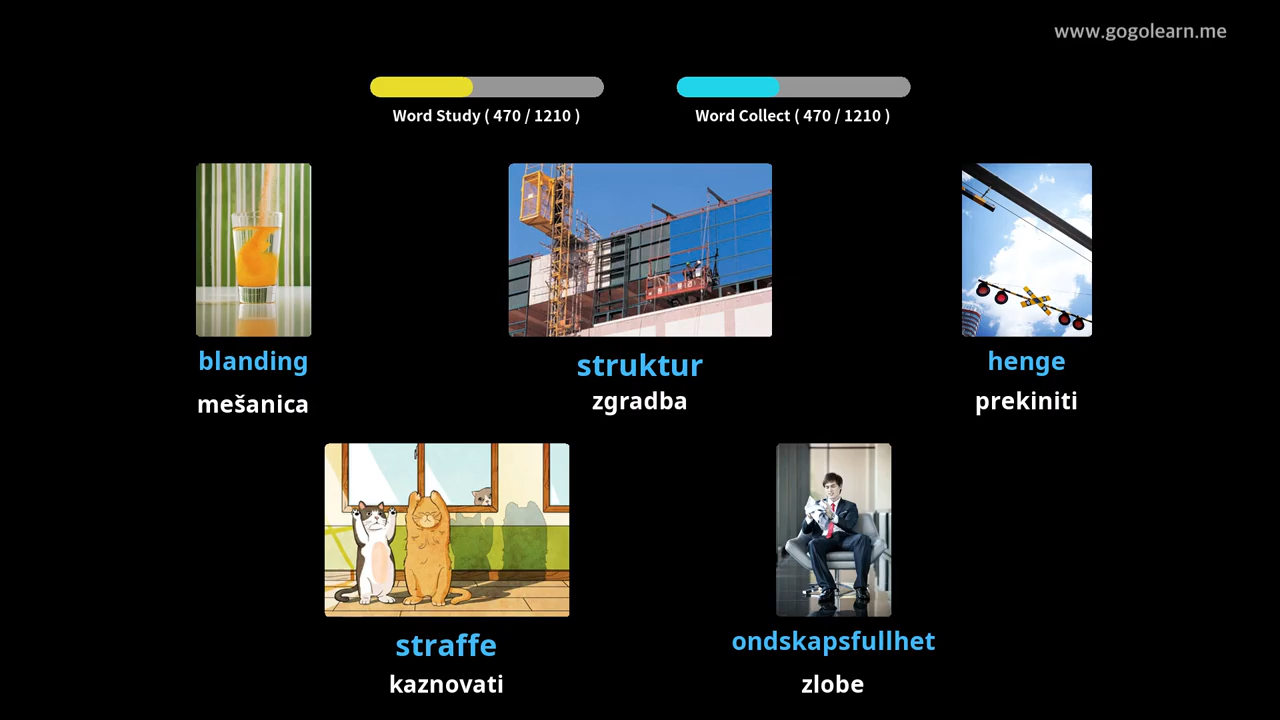 www.gogolearn.me
Word Study ( 470 / 1210 )
Word Collect ( 470 / 1210 )
blanding
mešanica
struktur
zgradba
henge
prekiniti
straffe
kaznovati
ondskapsfullhet
zlobe